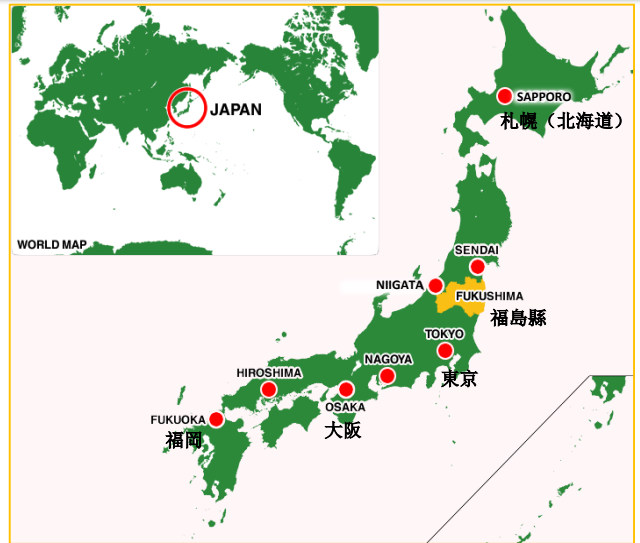 JAPAN
WORLD MAP
SAPPORO
札幌（北海道）
SENDAI
NIIGATA
FUKUSHIMA
福島縣
TOKYO
東京
NAGOYA
HIROSHIMA
OSAKA
大阪
FUKUOKA
福岡